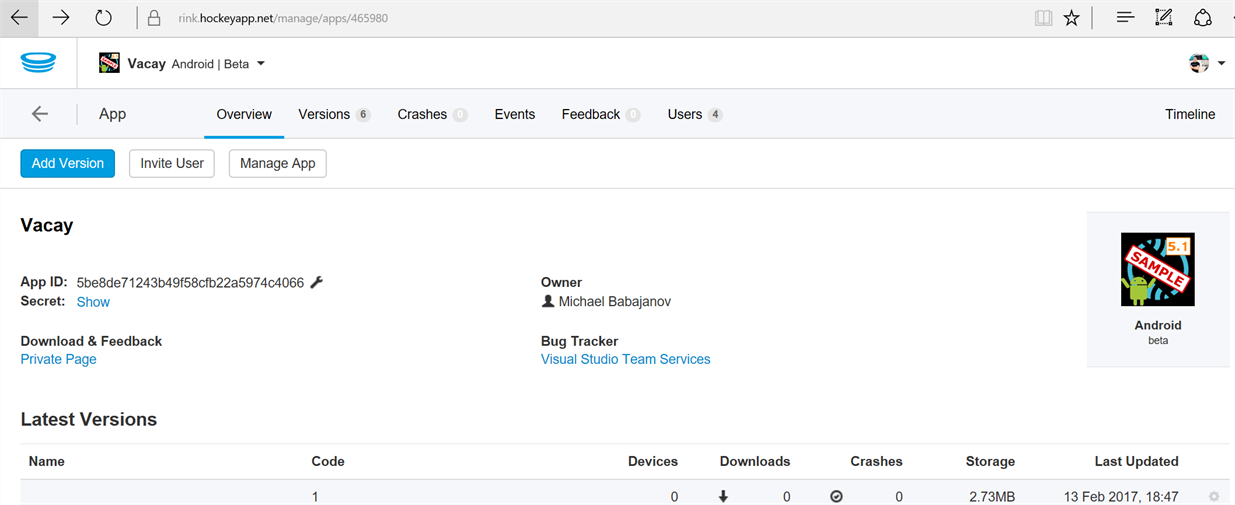 rink.hockeyapp.net/manage/apps/465980
Vacay Android | Beta
App Overview Versions 6 Crashes 0 Events Feedback 0 Users 4 Timeline
Add Version Invite User Manage App
Vacay
5.1
SAMPLE
Android
beta
App ID: 5be8de71243b49f58cfb22a5974c4066
Secret: Show
Owner
Michael Babajanov
Download & Feedback
Private Page
Bug Tracker
Visual Studio Team Services
Latest Versions
Name Code Devices Downloads Crashes Storage Last Updated
1 0 0 0 2.73MB 13 Feb 2017, 18:47